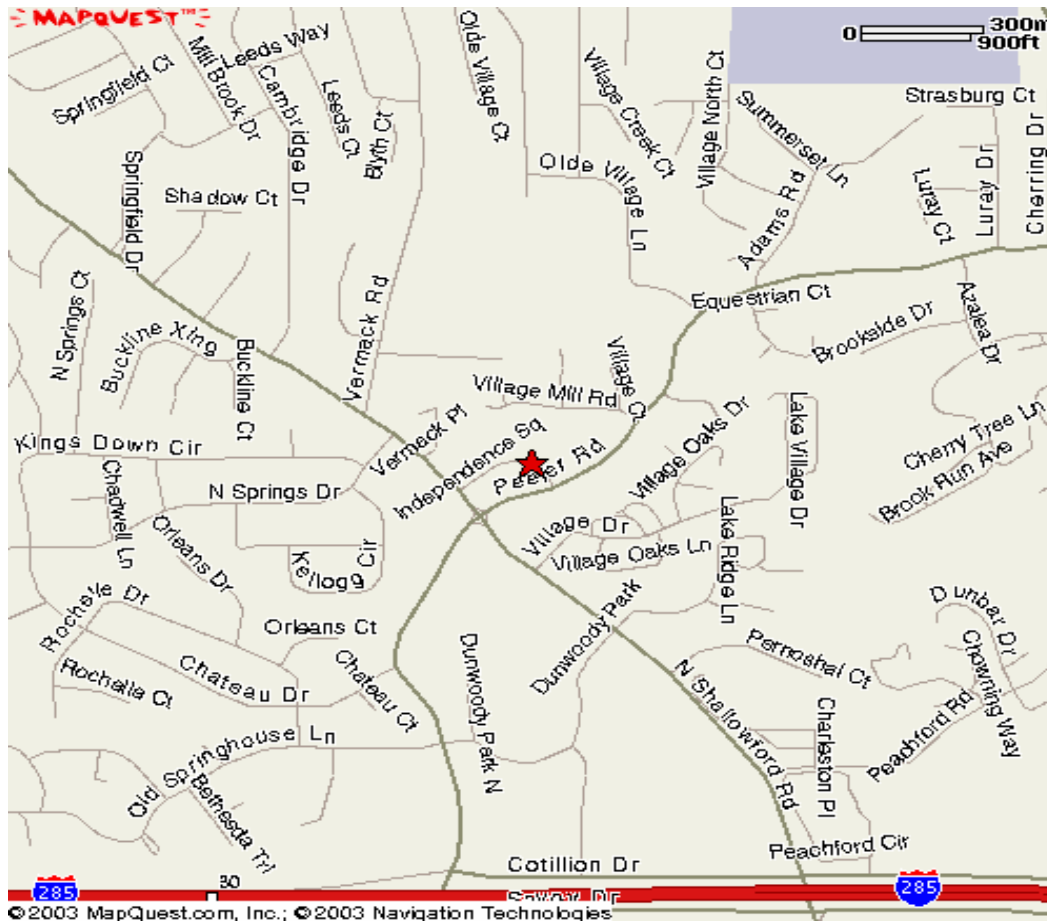 MAPQUEST™
0 300m
900ft
Springfield Ct
Mill Brook Dr
Leeds Way
Cambridge Dr
Leeds Ct
Blyth Ct
Olde Village Ct
Village Creek Ct
Village North Ct
Summerset Ln
Strasburg Ct
Cherring Dr
Luray Dr
Luray Ct
Springfield Dr
Shadow Ct
Olde Village Ln
Adams Rd
N Springs Ct
Buckline Xing
Buckline Ct
Vermack Rd
Equestrian Ct
Brookside Dr
Azalea Dr
Village Ct
Village Mill Rd
Vermack Pl
Independence Sq
Peeler Rd
Village Oaks Dr
Lake Village Dr
Cherry Tree Ln
Brook Run Ave
Kings Down Cir
Chadwell Ln
N Springs Dr
Orleans Dr
Kellogg Cir
Village Dr
Village Oaks Ln
Lake Ridge Ln
Rochelle Dr
Orleans Ct
Rochelle Ct
Chateau Dr
Chateau Ct
Dunwoody Park N
Dunwoody Park
N Shallowford Rd
Pernoshal Ct
Dunbar Dr
Chowning Way
Peachford Rd
Charleston Pl
Old Springhouse Ln
Bethesda Trl
Peachford Cir
Cotillion Dr
285
30
285
©2003 MapQuest.com, Inc.; ©2003 Navigation Technologies